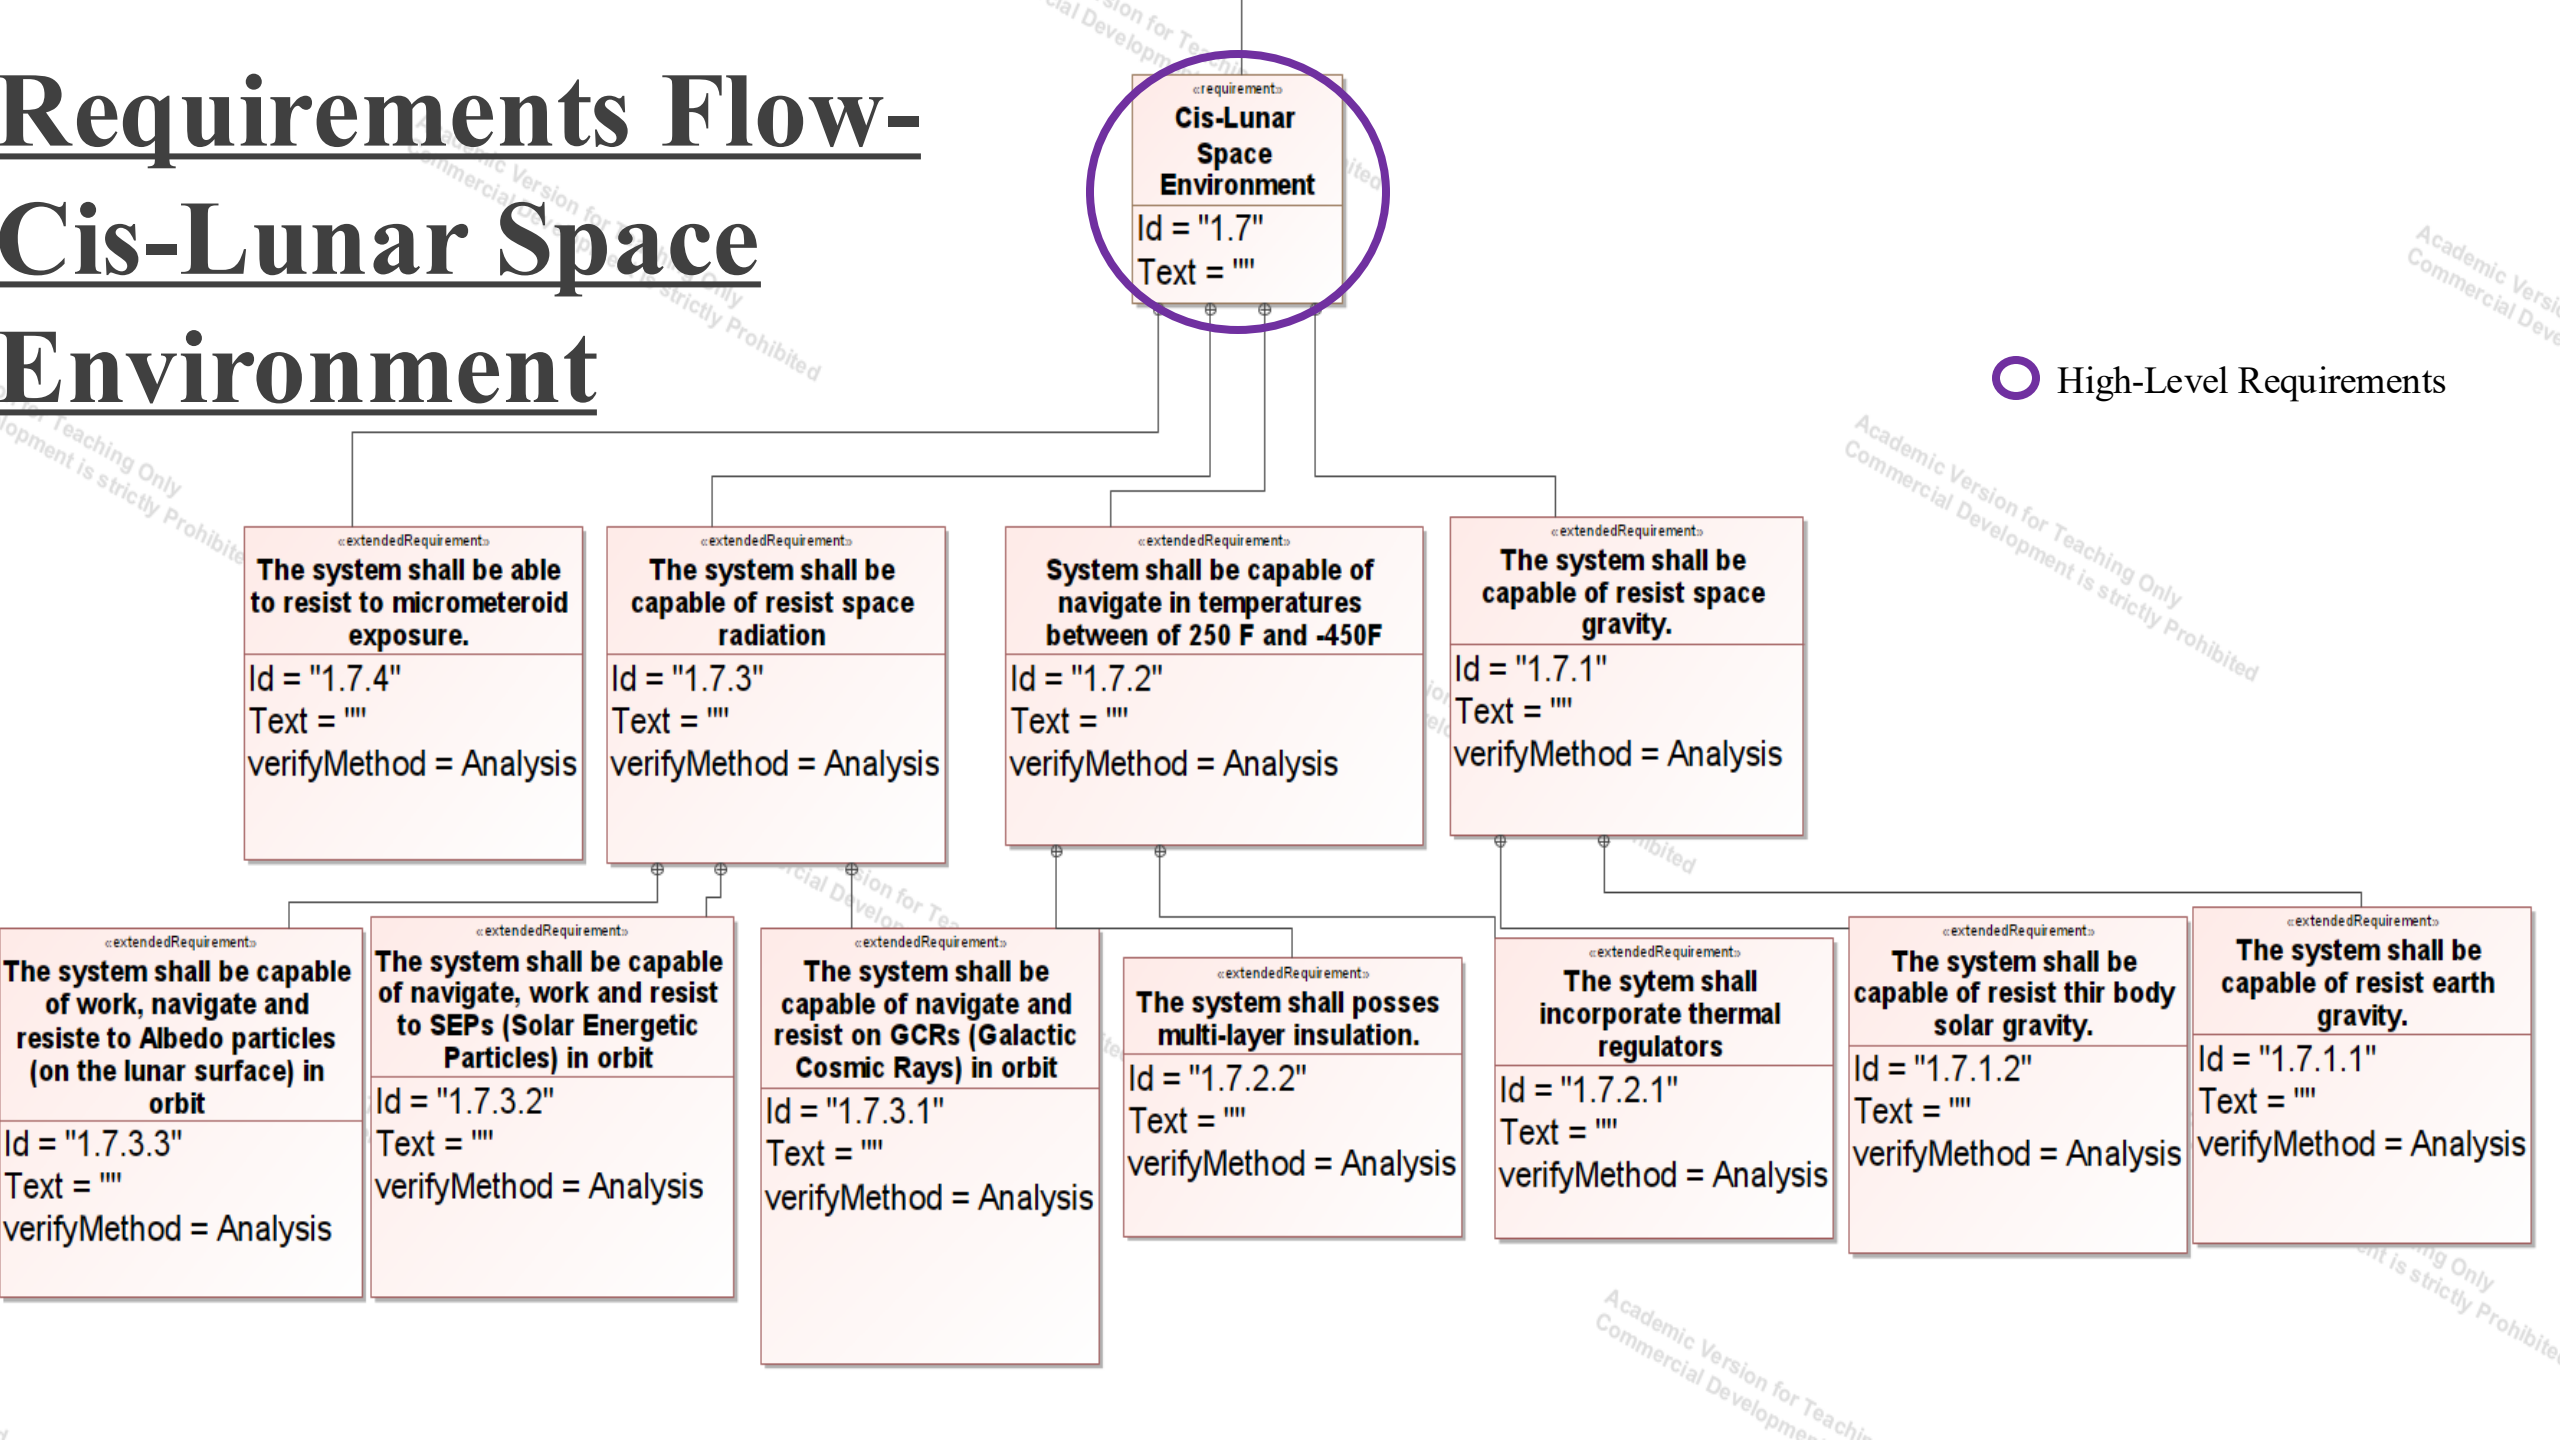 Requirements Flow-
Cis-Lunar Space
Environment
«requirement»
Cis-Lunar
Space
Environment
Id = "1.7"
Text = ""
High-Level Requirements
«extendedRequirement»
The system shall be able
to resist to micrometeroid
exposure.
Id = "1.7.4"
Text = ""
verifyMethod = Analysis
«extendedRequirement»
The system shall be
capable of resist space
radiation
Id = "1.7.3"
Text = ""
verifyMethod = Analysis
«extendedRequirement»
System shall be capable of
navigate in temperatures
between of 250 F and -450F
Id = "1.7.2"
Text = ""
verifyMethod = Analysis
«extendedRequirement»
The system shall be
capable of resist space
gravity.
Id = "1.7.1"
Text = ""
verifyMethod = Analysis
«extendedRequirement»
The system shall be capable
of work, navigate and
resiste to Albedo particles
(on the lunar surface) in
orbit
Id = "1.7.3.3"
Text = ""
verifyMethod = Analysis
«extendedRequirement»
The system shall be capable
of navigate, work and resist
to SEPs (Solar Energetic
Particles) in orbit
Id = "1.7.3.2"
Text = ""
verifyMethod = Analysis
«extendedRequirement»
The system shall be
capable of navigate and
resist on GCRs (Galactic
Cosmic Rays) in orbit
Id = "1.7.3.1"
Text = ""
verifyMethod = Analysis
«extendedRequirement»
The system shall posses
multi-layer insulation.
Id = "1.7.2.2"
Text = ""
verifyMethod = Analysis
«extendedRequirement»
The sytem shall
incorporate thermal
regulators
Id = "1.7.2.1"
Text = ""
verifyMethod = Analysis
«extendedRequirement»
The system shall be
capable of resist thir body
solar gravity.
Id = "1.7.1.2"
Text = ""
verifyMethod = Analysis
«extendedRequirement»
The system shall be
capable of resist earth
gravity.
Id = "1.7.1.1"
Text = ""
verifyMethod = Analysis
Academic Version for Teaching Only
Commercial Development is strictly Prohibited